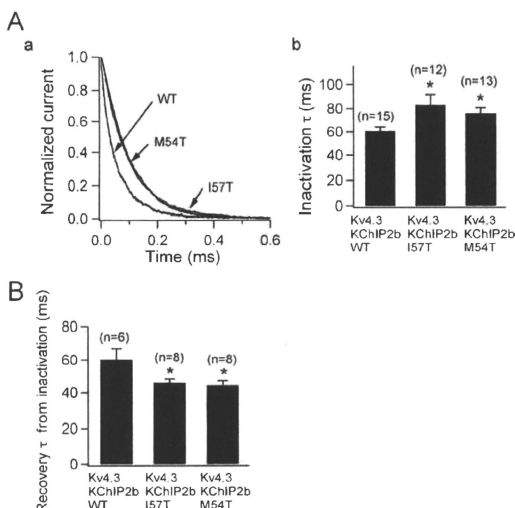 A
a
Normalized current
1.0
0.8
0.6
0.4
0.2
0.0
WT
M54T
I57T
0.0 0.2 0.4 0.6
Time (ms)
b
Inactivation τ (ms)
100
80
60
40
20
0
(n=15)
(n=12)
*
(n=13)
*
Kv4.3 Kv4.3 Kv4.3
KChIP2b KChIP2b KChIP2b
WT I57T M54T
B
Recovery τ from inactivation (ms)
80
60
40
20
0
(n=6)
(n=8)
*
(n=8)
*
Kv4.3 Kv4.3 Kv4.3
KChIP2b KChIP2b KChIP2b
WT I57T M54T